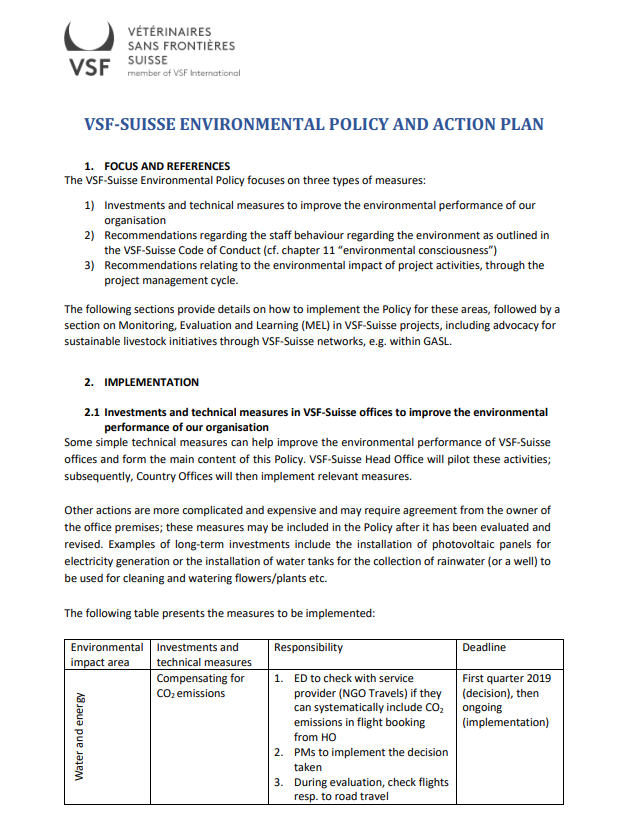 VSF
VÉTÉRINAIRES
SANS FRONTIÈRES
SUISSE
member of VSF International
VSF-SUISSE ENVIRONMENTAL POLICY AND ACTION PLAN
1. FOCUS AND REFERENCES
The VSF-Suisse Environmental Policy focuses on three types of measures:
1) Investments and technical measures to improve the environmental performance of our
organisation
2) Recommendations regarding the staff behaviour regarding the environment as outlined in
the VSF-Suisse Code of Conduct (cf. chapter 11 “environmental consciousness”)
3) Recommendations relating to the environmental impact of project activities, through the
project management cycle.
The following sections provide details on how to implement the Policy for these areas, followed by a
section on Monitoring, Evaluation and Learning (MEL) in VSF-Suisse projects, including advocacy for
sustainable livestock initiatives through VSF-Suisse networks, e.g. within GASL.
2. IMPLEMENTATION
2.1 Investments and technical measures in VSF-Suisse offices to improve the environmental
performance of our organisation
Some simple technical measures can help improve the environmental performance of VSF-Suisse
offices and form the main content of this Policy. VSF-Suisse Head Office will pilot these activities;
subsequently, Country Offices will then implement relevant measures.
Other actions are more complicated and expensive and may require agreement from the owner of
the office premises; these measures may be included in the Policy after it has been evaluated and
revised. Examples of long-term investments include the installation of photovoltaic panels for
electricity generation or the installation of water tanks for the collection of rainwater (or a well) to
be used for cleaning and watering flowers/plants etc.
The following table presents the measures to be implemented:
Environmental
impact area
Investments and
technical measures
Responsibility
Deadline
Water and energy
Compensating for
CO₂ emissions
1. ED to check with service
provider (NGO Travels) if they
can systematically include CO₂
emissions in flight booking
from HO
2. PMs to implement the decision
taken
3. During evaluation, check flights
resp. to road travel
First quarter 2019
(decision), then
ongoing
(implementation)